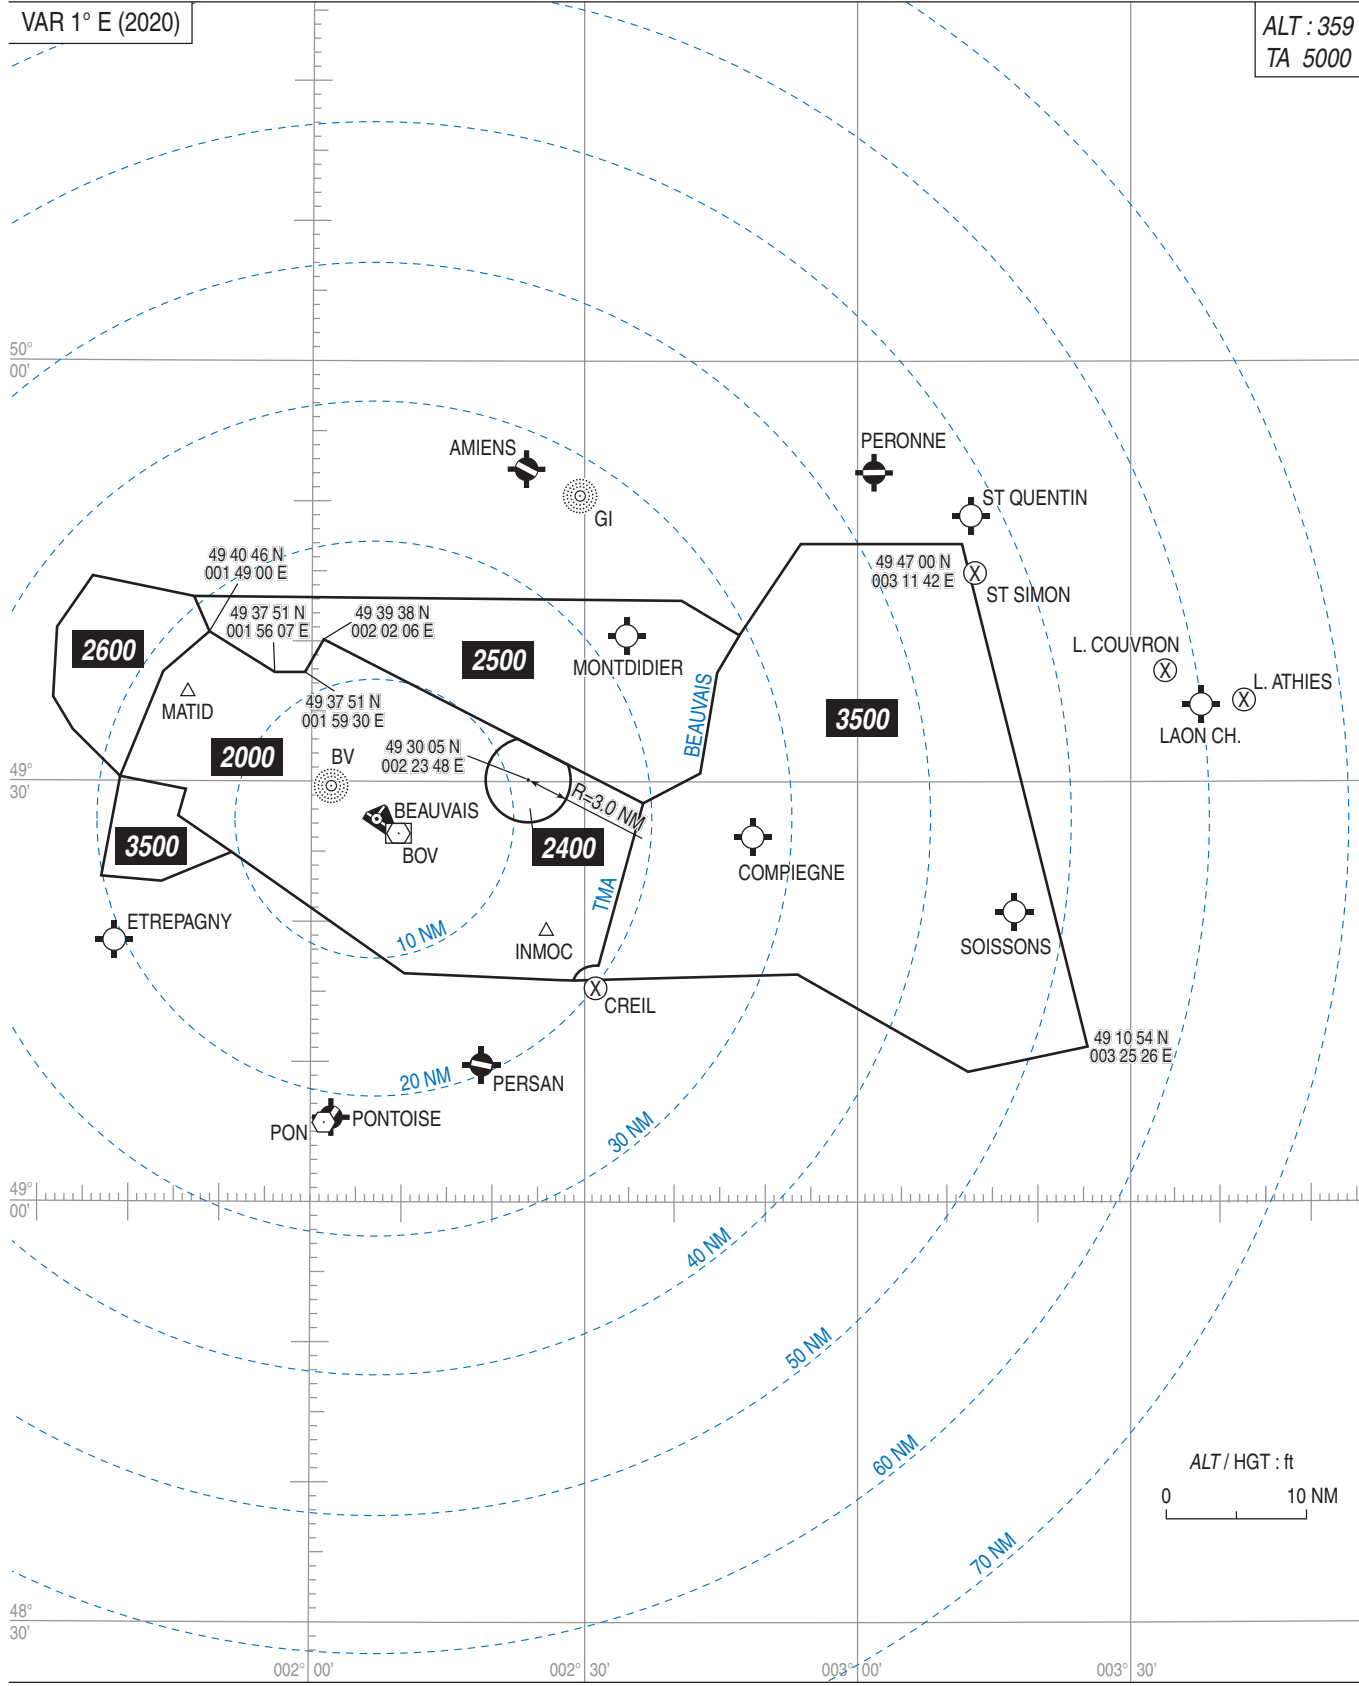 VAR 1° E (2020)
ALT : 359
TA 5000
50°
00'
AMIENS
PERONNE
ST QUENTIN
GI
49 40 46 N
001 49 00 E
49 47 00 N
003 11 42 E
ST SIMON
49 37 51 N
001 56 07 E
49 39 38 N
002 02 06 E
2600
2500
MONTDIDIER
L. COUVRON
L. ATHIES
MATID
49 37 51 N
001 59 30 E
BEAUVAIS
3500
LAON CH.
2000
BV
49 30 05 N
002 23 48 E
49°
30'
R=3.0 NM
BEAUVAIS
3500
BOV
2400
COMPIEGNE
TMA
ETREPAGNY
10 NM
INMOC
SOISSONS
CREIL
49 10 54 N
003 25 26 E
20 NM
PERSAN
PON
PONTOISE
30 NM
49°
00'
40 NM
50 NM
60 NM
ALT / HGT : ft
0 10 NM
70 NM
48°
30'
002° 00'
002° 30'
003° 00'
003° 30'